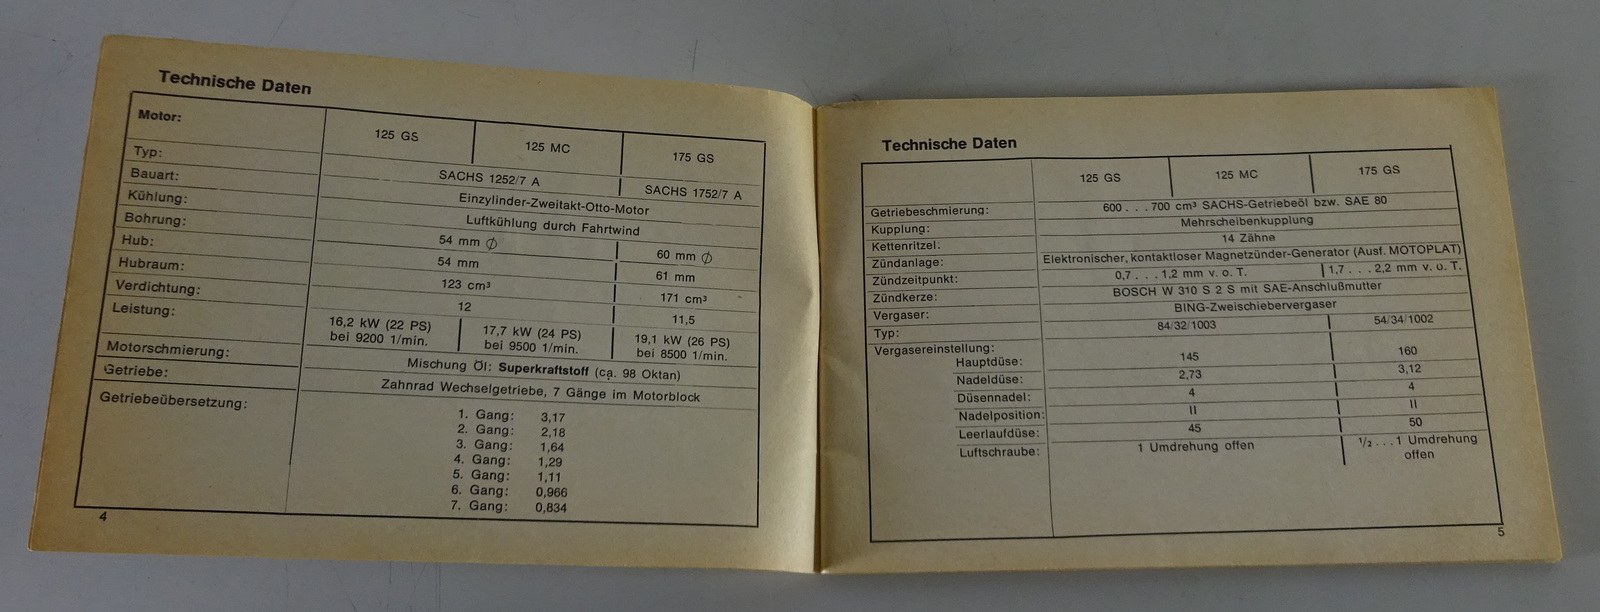 Technische Daten
Motor: 125 GS 125 MC 175 GS
Typ: SACHS 1252/7 A SACHS 1752/7 A
Bauart: Einzylinder-Zweitakt-Otto-Motor
Kühlung: Luftkühlung durch Fahrtwind
Bohrung: 54 mm ∅ 60 mm ∅
Hub: 54 mm 61 mm
Hubraum: 123 cm³ 171 cm³
Verdichtung: 12 11,5
Leistung: 16,2 kW (22 PS) 17,7 kW (24 PS) 19,1 kW (26 PS)
bei 9200 1/min. bei 9500 1/min. bei 8500 1/min.
Motorschmierung: Mischung Öl: Superkraftstoff (ca. 98 Oktan)
Getriebe: Zahnrad Wechselgetriebe, 7 Gänge im Motorblock
Getriebeübersetzung:
1. Gang: 3,17
2. Gang: 2,18
3. Gang: 1,64
4. Gang: 1,29
5. Gang: 1,11
6. Gang: 0,966
7. Gang: 0,834
4
Technische Daten
125 GS 125 MC 175 GS
Getriebeschmierung: 600 . . . 700 cm³ SACHS-Getriebeöl bzw. SAE 80
Kupplung: Mehrscheibenkupplung
Kettenritzel: 14 Zähne
Zündanlage: Elektronischer, kontaktloser Magnetzünder-Generator (Ausf. MOTOPLAT)
Zündzeitpunkt: 0,7 . . . 1,2 mm v. o. T. 1,7 . . . 2,2 mm v. o. T.
Zündkerze: BOSCH W 310 S 2 S mit SAE-Anschlußmutter
Vergaser: BING-Zweischiebervergaser
Typ: 84/32/1003 54/34/1002
Vergasereinstellung:
Hauptdüse: 145 160
Nadeldüse: 2,73 3,12
Düsennadel: 4 4
Nadelposition: II II
Leerlaufdüse: 45 50
Luftschraube: 1 Umdrehung offen ½ . . . 1 Umdrehung
offen
5